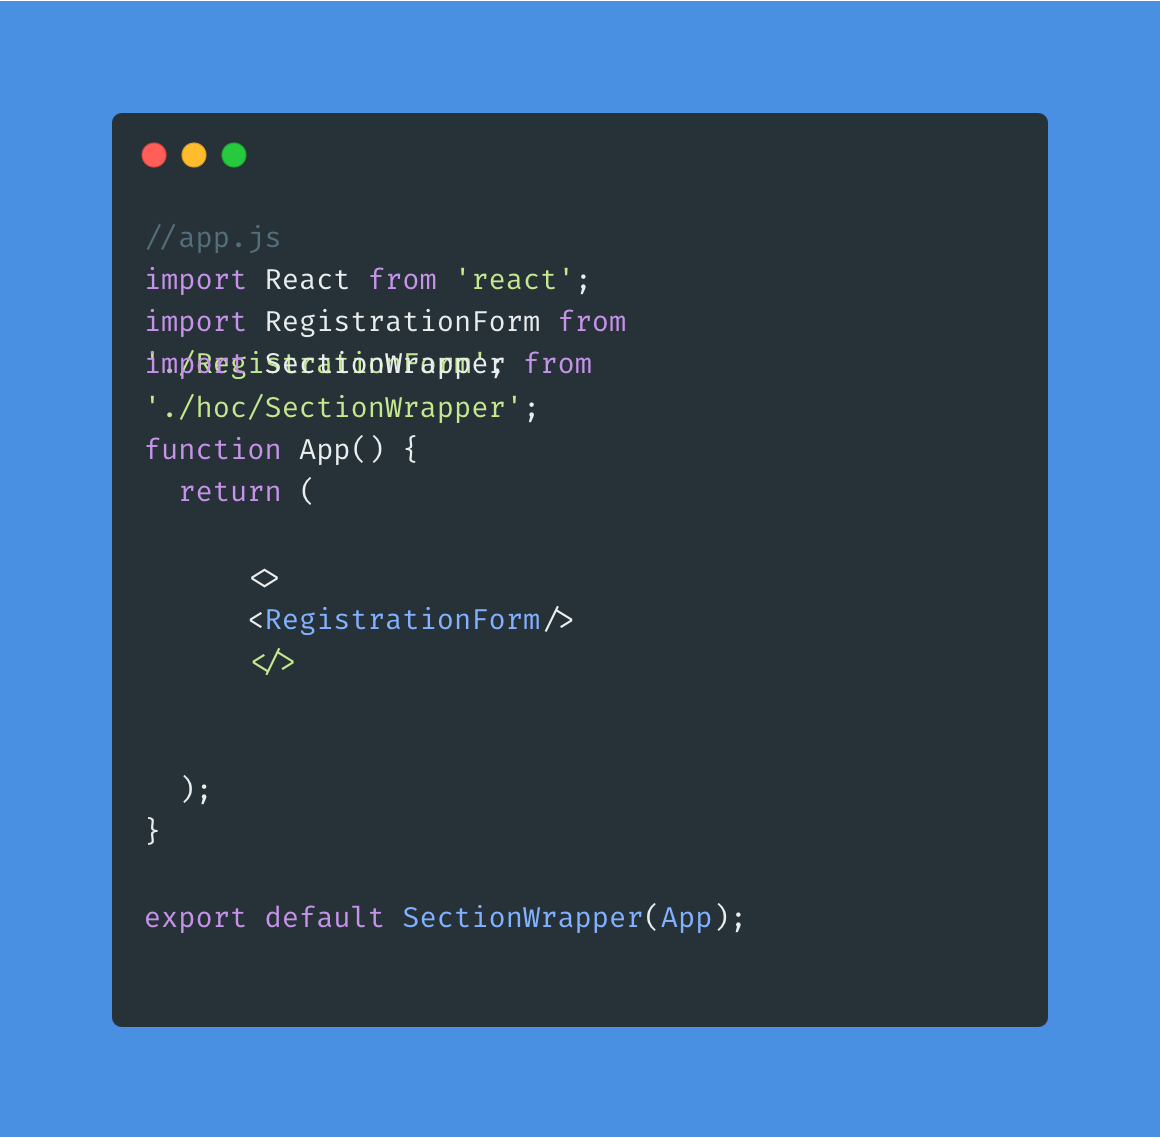 //app.js
import React from 'react';
import RegistrationForm from
'./RegistrationForm';
import SectionWrapper from
'./hoc/SectionWrapper';
function App() {
return (
<>
<RegistrationForm/>
</>
);
}
export default SectionWrapper(App);